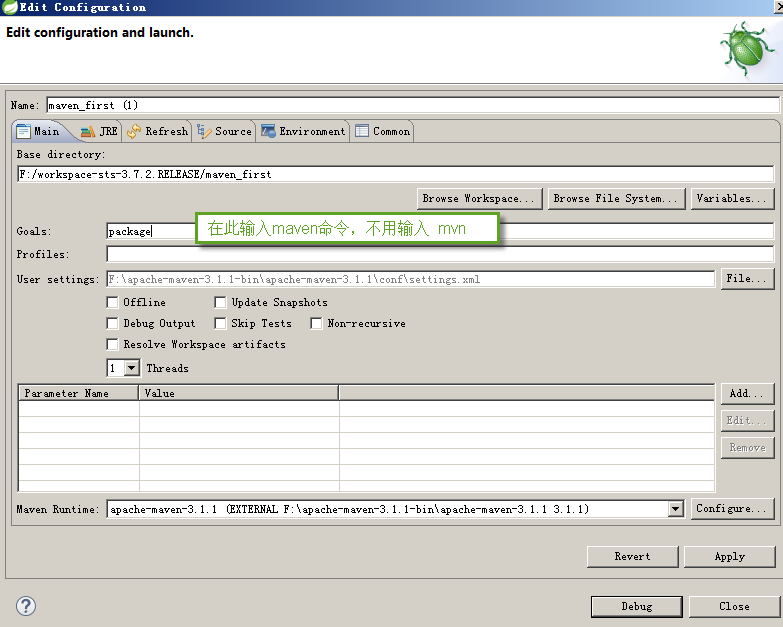 Edit Configuration
Edit configuration and launch.
Name: maven_first (1)
Main JRE Refresh Source Environment Common
Base directory:
F:/workspace-sts-3.7.2.RELEASE/maven_first
Browse Workspace... Browse File System... Variables...
Goals: package 在此输入maven命令，不用输入 mvn
Profiles:
User settings: F:\apache-maven-3.1.1-bin\apache-maven-3.1.1\conf\settings.xml File...
Offline Update Snapshots
Debug Output Skip Tests Non-recursive
Resolve Workspace artifacts
1 Threads
Parameter Name Value Add...
Edit...
Remove
Maven Runtime: apache-maven-3.1.1 (EXTERNAL F:\apache-maven-3.1.1-bin\apache-maven-3.1.1 3.1.1) Configure...
Revert Apply
? Debug Close